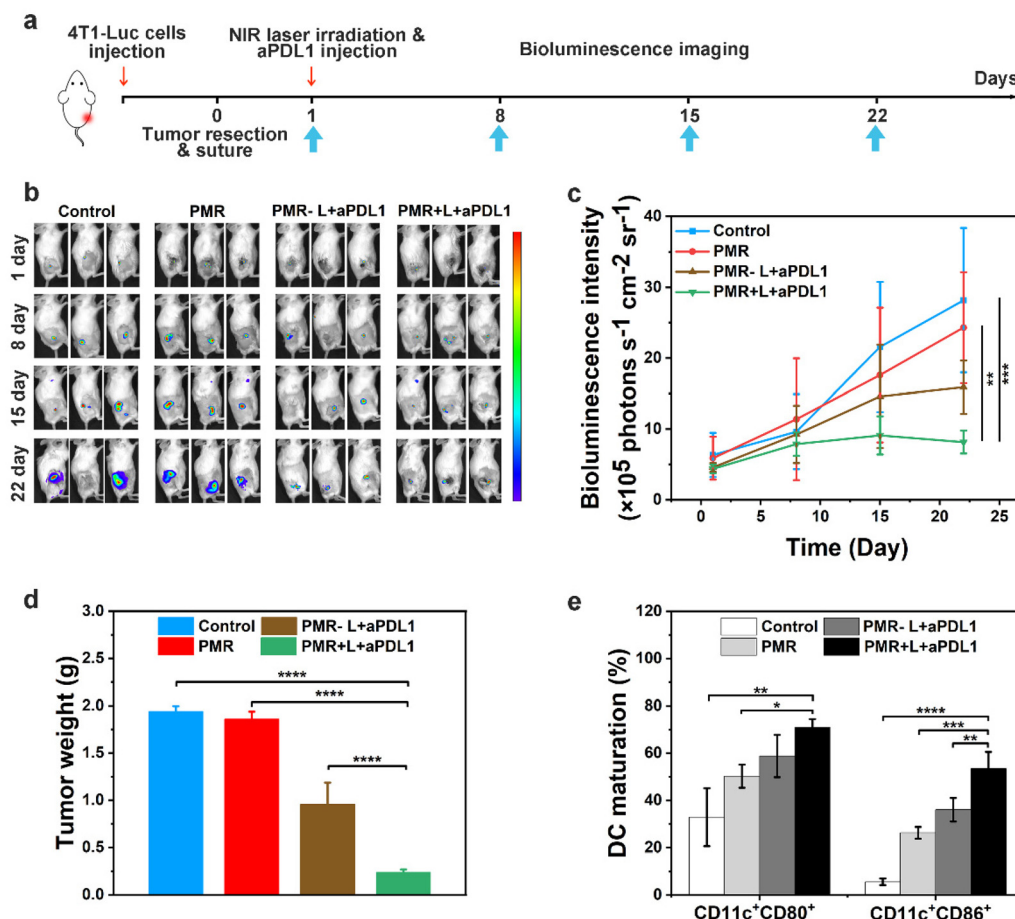 a
4T1-Luc cells
injection
NIR laser irradiation &
aPDL1 injection
Bioluminescence imaging
Days
0
1
8
15
22
Tumor resection
& suture
b
Control
PMR
PMR- L+aPDL1
PMR+L+aPDL1
1 day
8 day
15 day
22 day
c
Bioluminescence intensity
(×10⁵ photons s⁻¹ cm⁻² sr⁻¹)
40
30
20
10
0
Control
PMR
PMR- L+aPDL1
PMR+L+aPDL1
**
***
0
5
10
15
20
25
Time (Day)
d
Tumor weight (g)
3.0
2.5
2.0
1.5
1.0
0.5
0.0
Control
PMR- L+aPDL1
PMR
PMR+L+aPDL1
****
****
****
e
DC maturation (%)
120
100
80
60
40
20
0
Control
PMR- L+aPDL1
PMR
PMR+L+aPDL1
**
*
****
***
**
CD11c⁺CD80⁺
CD11c⁺CD86⁺